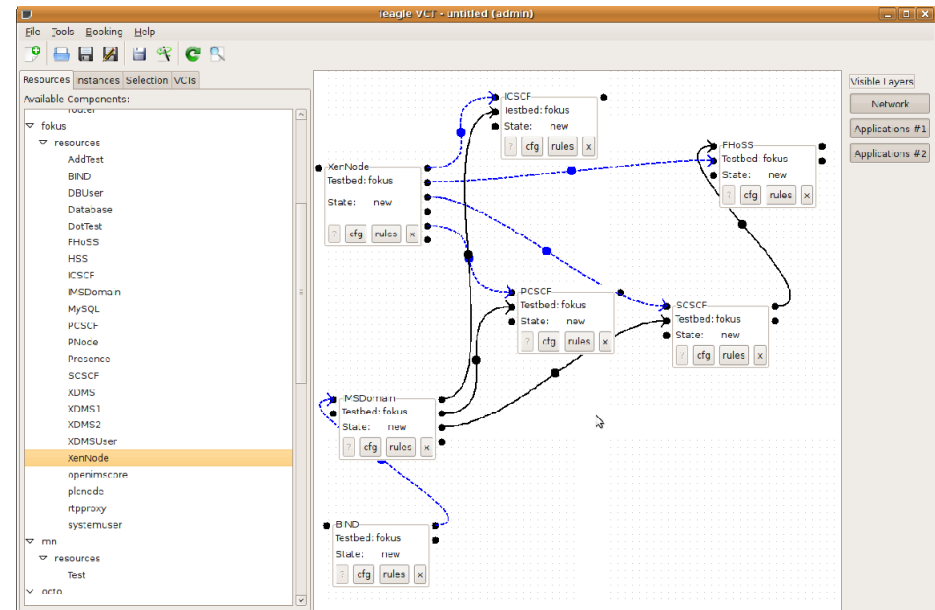 Teagle VCT - untitled (admin)
File Tools Booking Help
Resources Instances Selection VCTs
Available Components:
router
fokus
resources
AddTest
BIND
DBUser
Database
DotTest
FHoSS
HSS
ICSCF
IMSDomain
MySQL
PCSCF
PNode
Presence
SCSCF
XDMS
XDMS1
XDMS2
XDMSUser
XenNode
openimscore
plcnode
rtpproxy
systemuser
mn
resources
Test
octo
ICSCF
Testbed: fokus
State: new
? cfg rules x
XenNode
Testbed: fokus
State: new
? cfg rules x
FHoSS
Testbed: fokus
State: new
? cfg rules x
PCSCF
Testbed: fokus
State: new
? cfg rules x
SCSCF
Testbed: fokus
State: new
? cfg rules x
IMSDomain
Testbed: fokus
State: new
? cfg rules x
BIND
Testbed: fokus
State: new
? cfg rules x
Visible Layers
Network
Applications #1
Applications #2